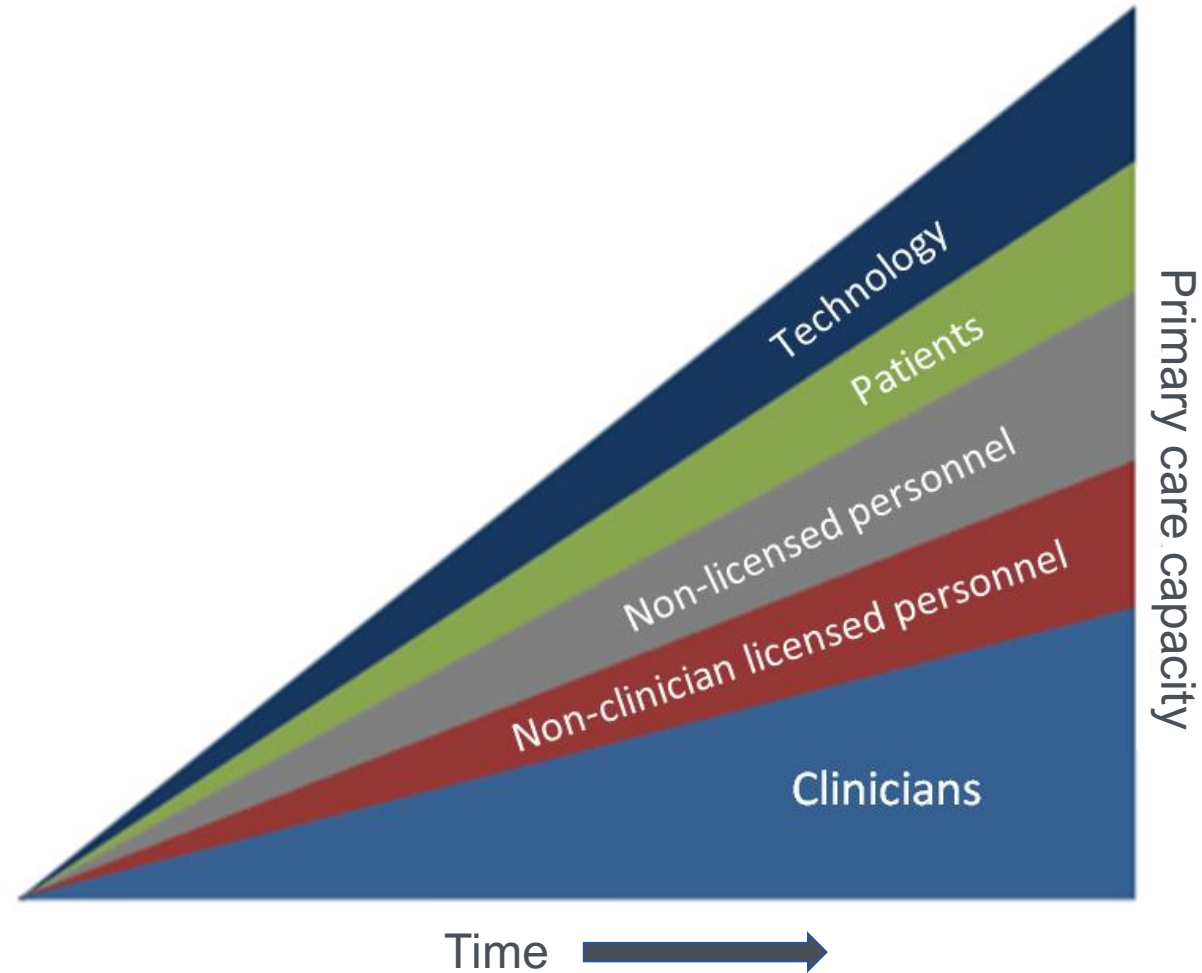 Technology
Patients
Non-licensed personnel
Non-clinician licensed personnel
Clinicians
Primary care capacity
Time